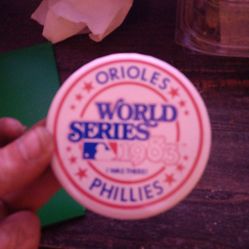 ORIOLES
WORLD
SERIES
1983
I WAS THERE!
PHILLIES